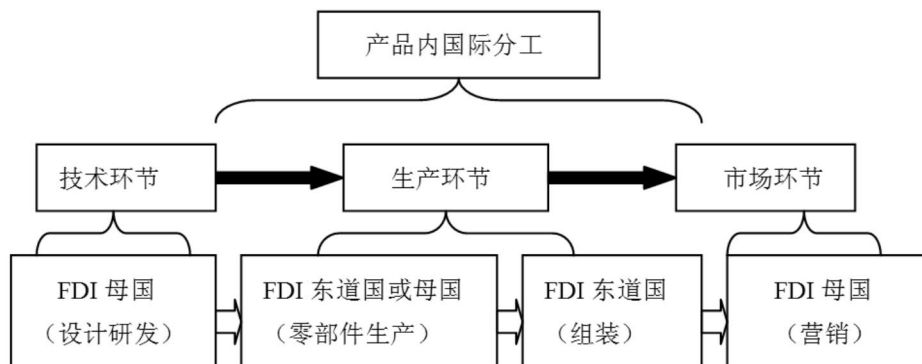 产品内国际分工
技术环节
生产环节
市场环节
FDI 母国
（设计研发）
FDI 东道国或母国
（零部件生产）
FDI 东道国
（组装）
FDI 母国
（营销）